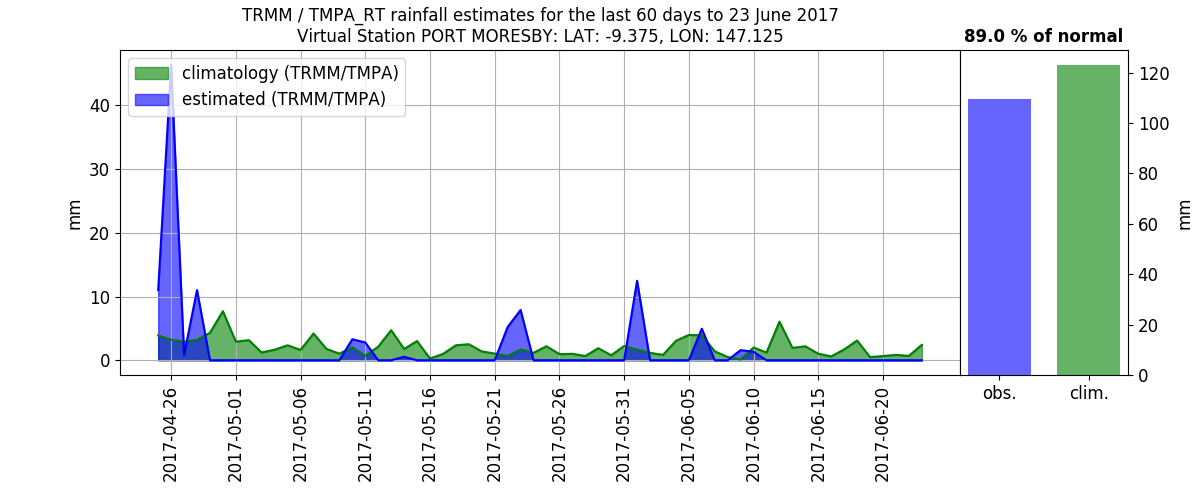 TRMM / TMPA_RT rainfall estimates for the last 60 days to 23 June 2017
Virtual Station PORT MORESBY: LAT: -9.375, LON: 147.125
89.0 % of normal
climatology (TRMM/TMPA)
estimated (TRMM/TMPA)
mm
40
30
20
10
0
2017-04-26
2017-05-01
2017-05-06
2017-05-11
2017-05-16
2017-05-21
2017-05-26
2017-05-31
2017-06-05
2017-06-10
2017-06-15
2017-06-20
120
100
80
60
40
20
0
mm
obs.
clim.